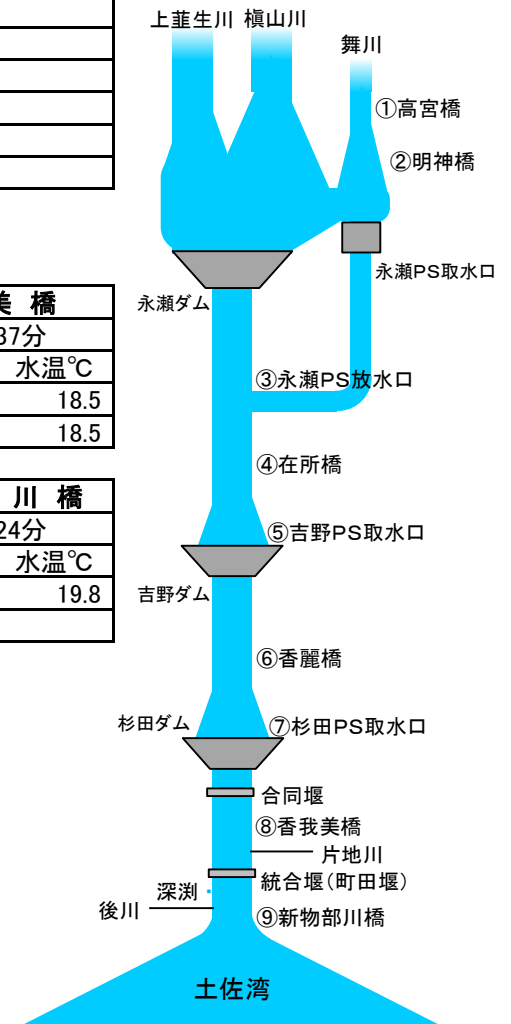 上韮生川 槇山川
舞川
①高宮橋
②明神橋
永瀬PS取水口
永瀬ダム
③永瀬PS放水口
④在所橋
⑤吉野PS取水口
吉野ダム
⑥香麗橋
杉田ダム
⑦杉田PS取水口
合同堰
⑧香我美橋
片地川
統合堰(町田堰)
深渕
後川
⑨新物部川橋
土佐湾
美 橋
37分
水温℃
18.5
18.5
川 橋
24分
水温℃
19.8